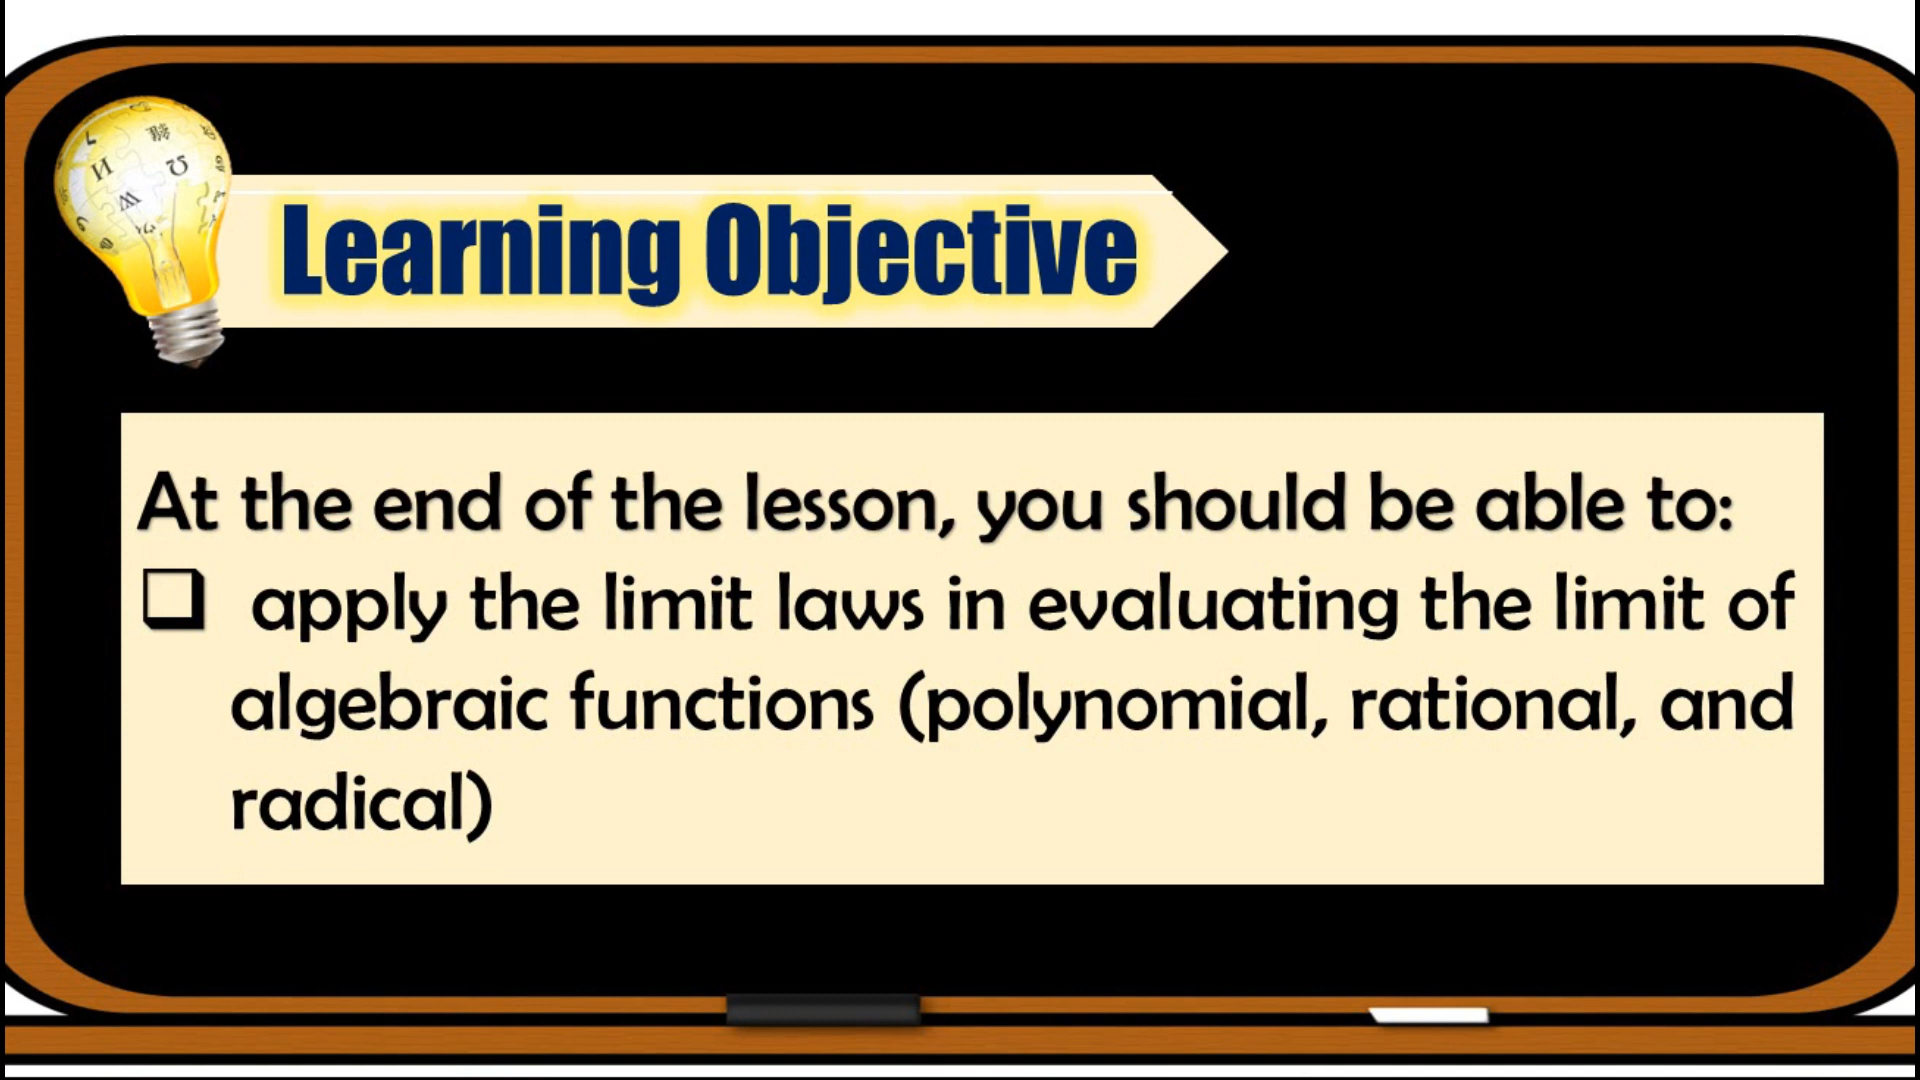 Learning Objective
At the end of the lesson, you should be able to:
❑ apply the limit laws in evaluating the limit of
algebraic functions (polynomial, rational, and
radical)